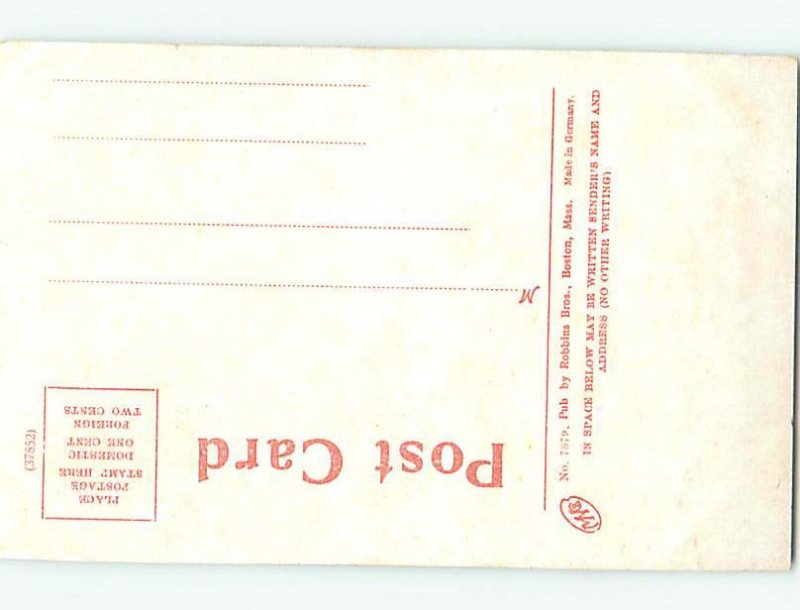 Post Card
PLACE
POSTAGE
STAMP HERE
DOMESTIC
ONE CENT
FOREIGN
TWO CENTS
(37852)
M
No. 7879. Pub by Robbins Bros., Boston, Mass. Made in Germany.
IN SPACE BELOW MAY BE WRITTEN SENDER'S NAME AND
ADDRESS (NO OTHER WRITING)